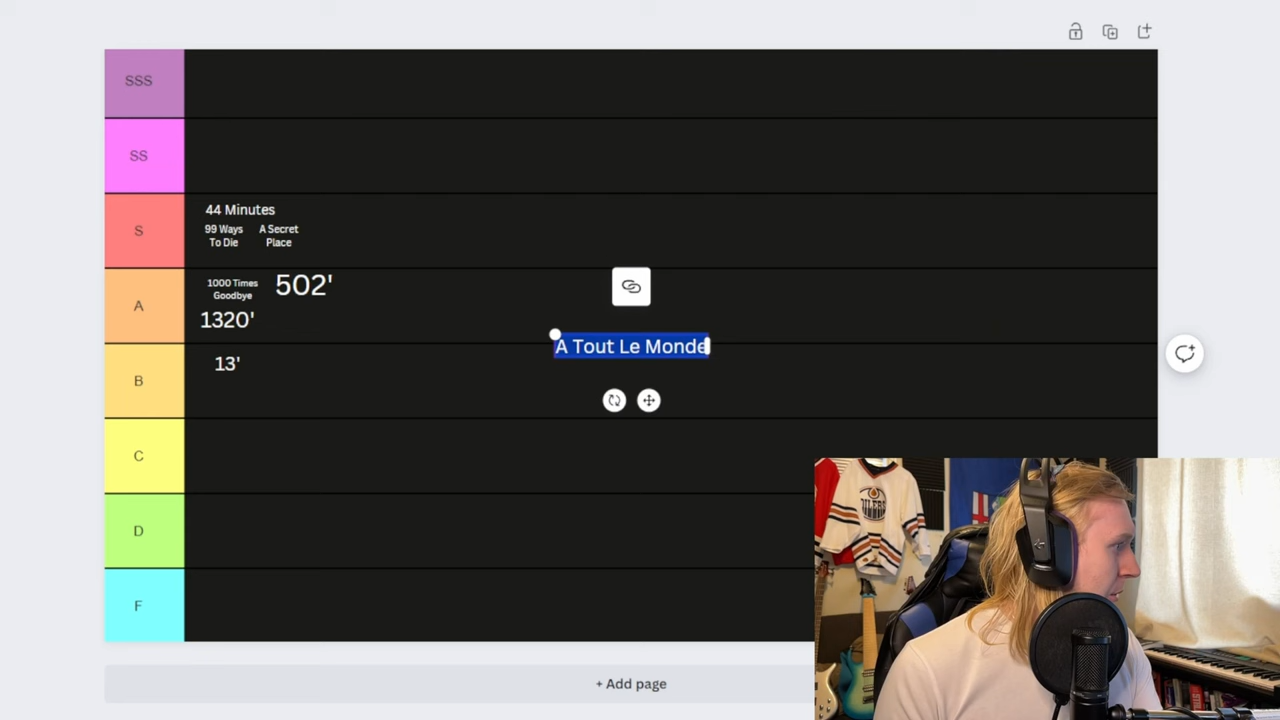 SSS
SS
S
44 Minutes
99 Ways
To Die
A Secret
Place
A
1000 Times
Goodbye
502'
1320'
B
13'
A Tout Le Monde
C
D
F
+ Add page
OILERS